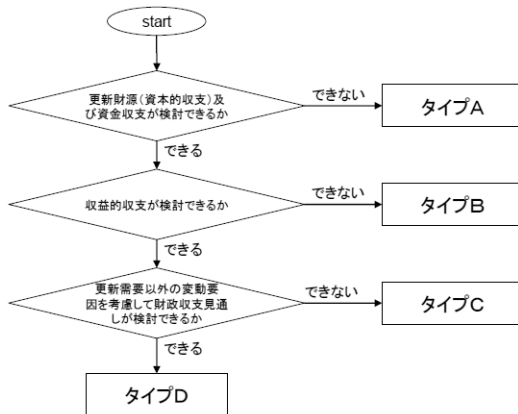 start
更新財源(資本的収支)及
び資金収支が検討できるか
できない
タイプA
できる
収益的収支が検討できるか
できない
タイプB
できる
更新需要以外の変動要
因を考慮して財政収支見通
しが検討できるか
できない
タイプC
できる
タイプD